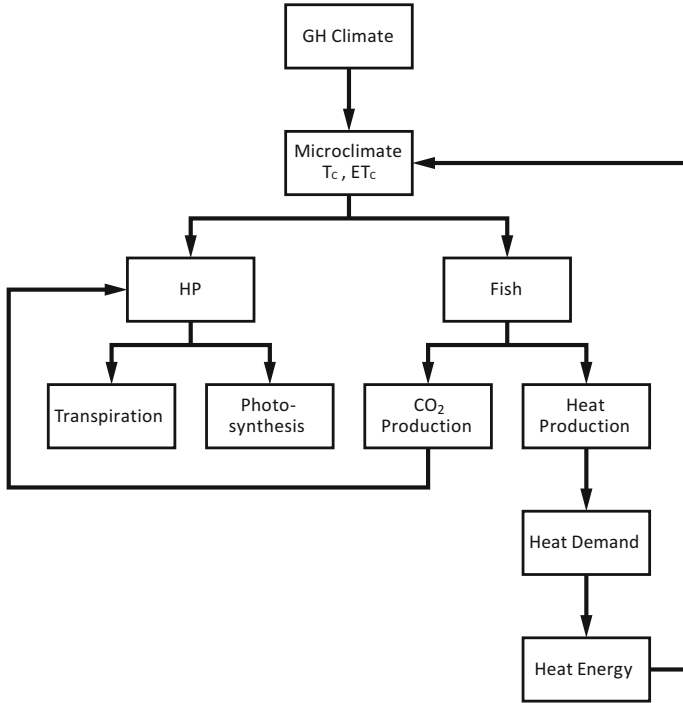 GH Climate
Microclimate
Tc , ETc
HP
Fish
Transpiration
Photo-
synthesis
CO₂
Production
Heat
Production
Heat Demand
Heat Energy